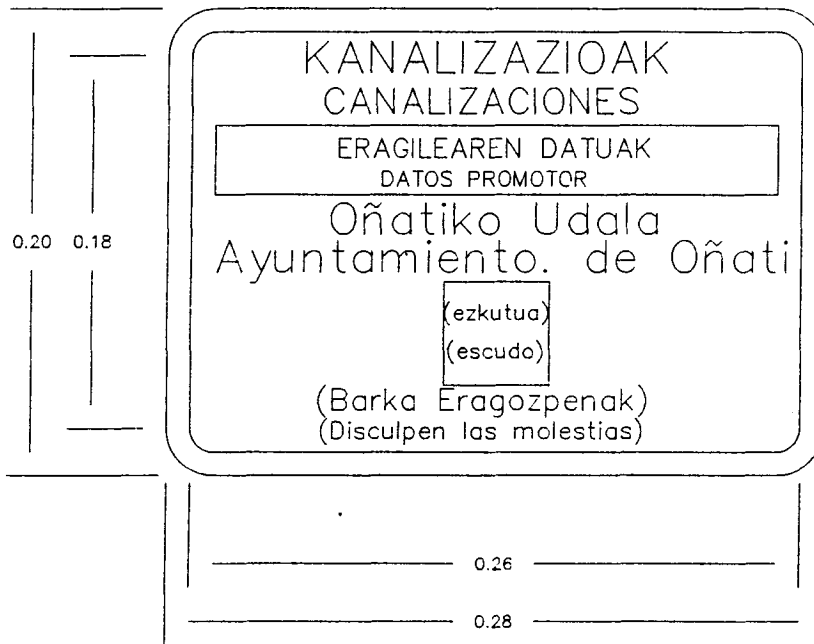 KANALIZAZIOAK
CANALIZACIONES
ERAGILEAREN DATUAK
DATOS PROMOTOR
Oñatiko Udala
Ayuntamiento. de Oñati
(ezkutua)
(escudo)
(Barka Eragozpenak)
(Disculpen las molestias)
0.20 0.18
0.26
0.28